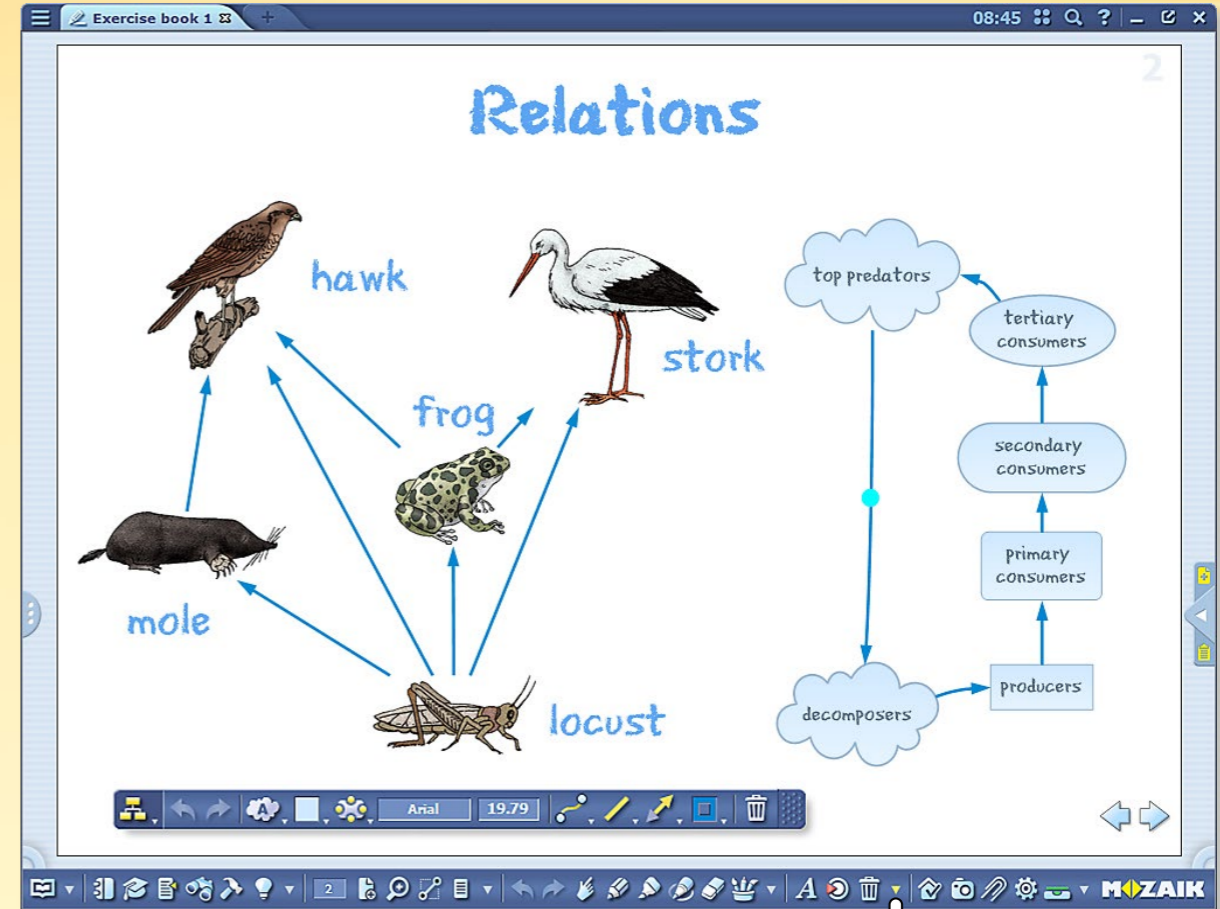 Exercise book 1
08:45
2
Relations
hawk
stork
frog
mole
locust
top predators
tertiary
consumers
secondary
consumers
primary
consumers
producers
decomposers
A
Arial
19.79
2
A
MOZAIK